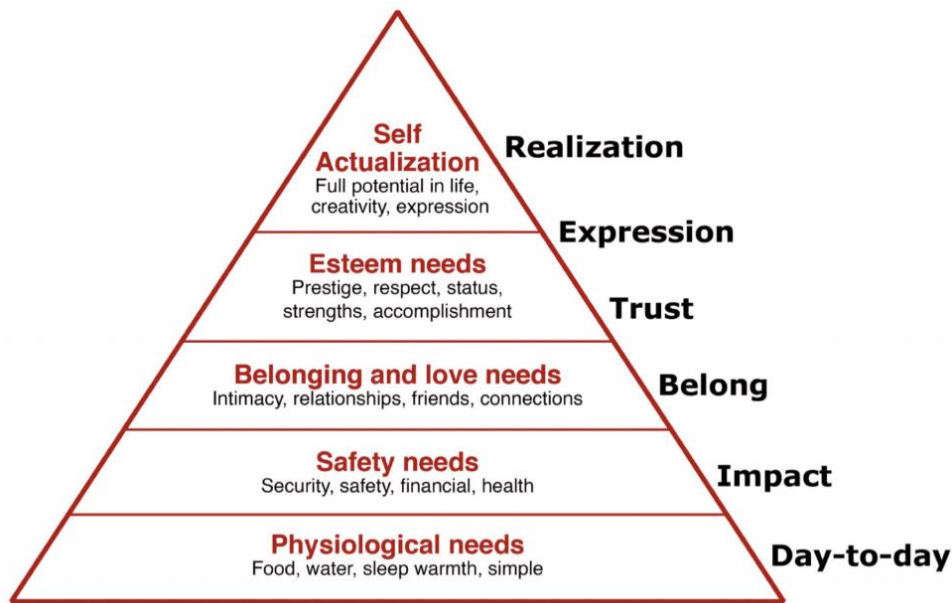 Self
Actualization
Full potential in life,
creativity, expression
Realization
Expression
Esteem needs
Prestige, respect, status,
strengths, accomplishment
Trust
Belonging and love needs
Intimacy, relationships, friends, connections
Belong
Safety needs
Security, safety, financial, health
Impact
Physiological needs
Food, water, sleep warmth, simple
Day-to-day